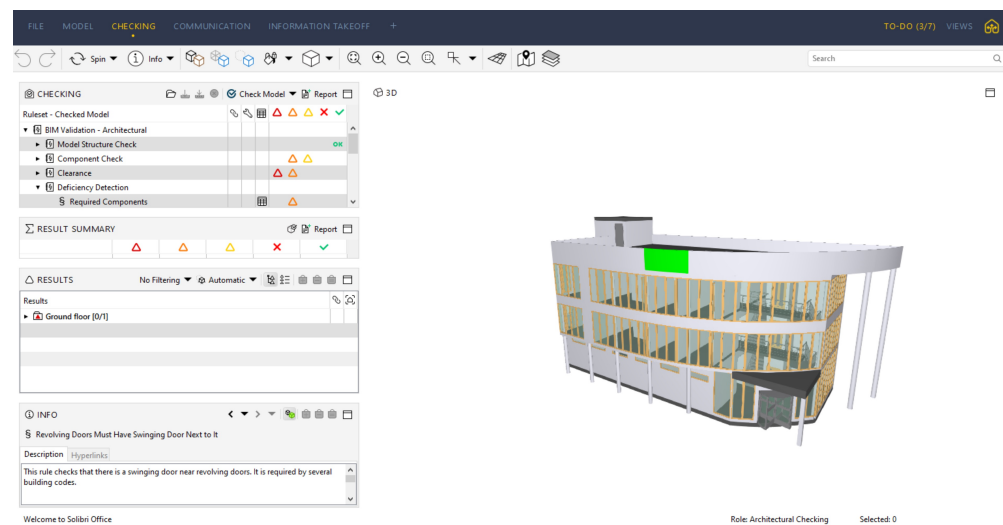 FILE MODEL CHECKING COMMUNICATION INFORMATION TAKEOFF + TO-DO (3/7) VIEWS
Spin Info Search
CHECKING Check Model Report 3D
Ruleset - Checked Model
§ BIM Validation - Architectural
§ Model Structure Check OK
§ Component Check
§ Clearance
§ Deficiency Detection
§ Required Components
∑ RESULT SUMMARY Report
RESULTS No Filtering Automatic
Results
Ground floor [0/1]
INFO
§ Revolving Doors Must Have Swinging Door Next to It
Description Hyperlinks
This rule checks that there is a swinging door near revolving doors. It is required by several
building codes.
Welcome to Solibri Office Role: Architectural Checking Selected: 0